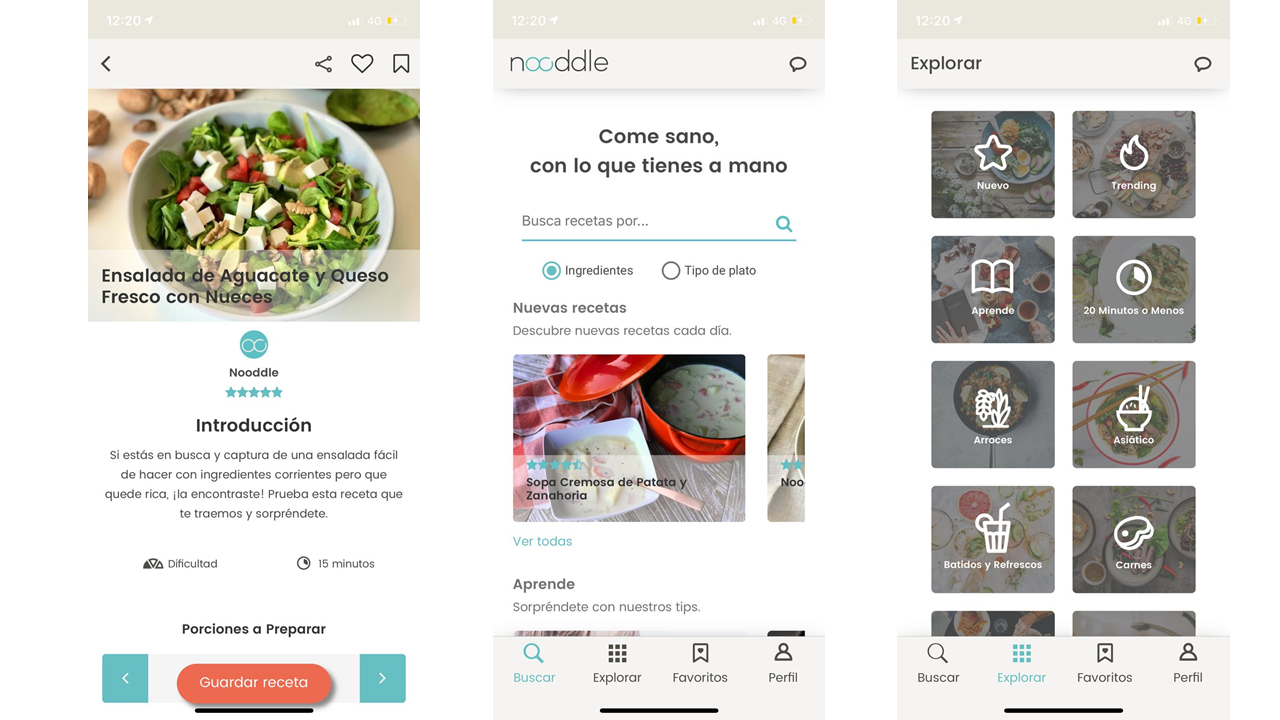 12:20
4G
Ensalada de Aguacate y Queso
Fresco con Nueces
Nooddle
Introducción
Si estás en busca y captura de una ensalada fácil
de hacer con ingredientes corrientes pero que
quede rica, ¡la encontraste! Prueba esta receta que
te traemos y sorpréndete.
Dificultad
15 minutos
Porciones a Preparar
Guardar receta
12:20
4G
nooddle
Come sano,
con lo que tienes a mano
Busca recetas por...
Ingredientes
Tipo de plato
Nuevas recetas
Descubre nuevas recetas cada día.
Sopa Cremosa de Patata y
Zanahoria
Noo
Ver todas
Aprende
Sorpréndete con nuestros tips.
Buscar
Explorar
Favoritos
Perfil
12:20
4G
Explorar
Nuevo
Trending
Aprende
20 Minutos o Menos
Arroces
Asiático
Batidos y Refrescos
Carnes
Buscar
Explorar
Favoritos
Perfil